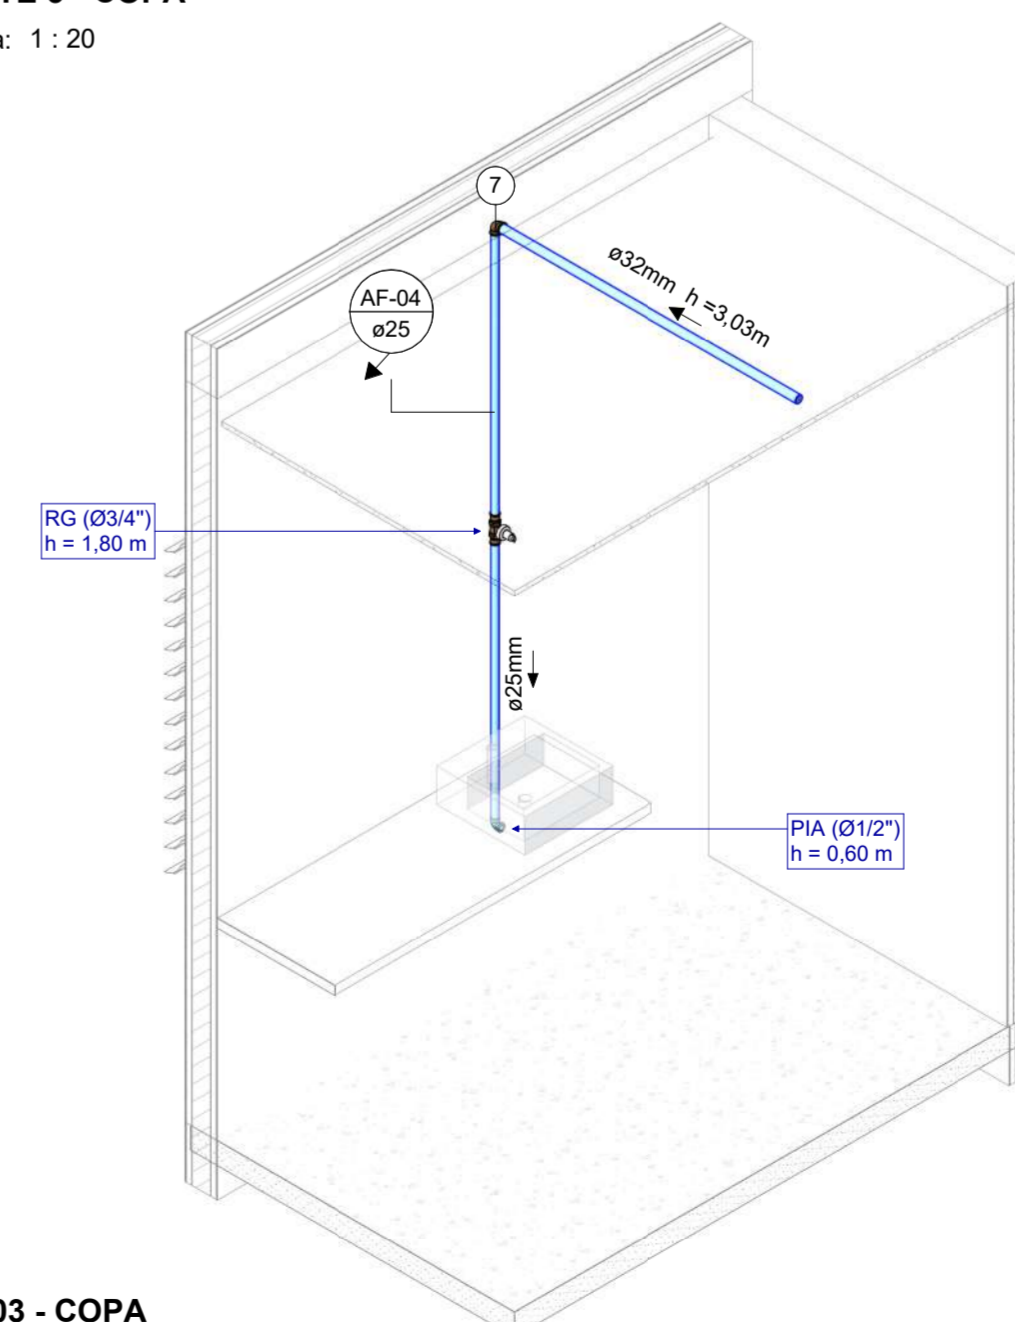 1 : 20
7
ø32mm h =3,03m
AF-04
ø25
RG (Ø3/4")
h = 1,80 m
ø25mm
PIA (Ø1/2")
h = 0,60 m
03 - COPA